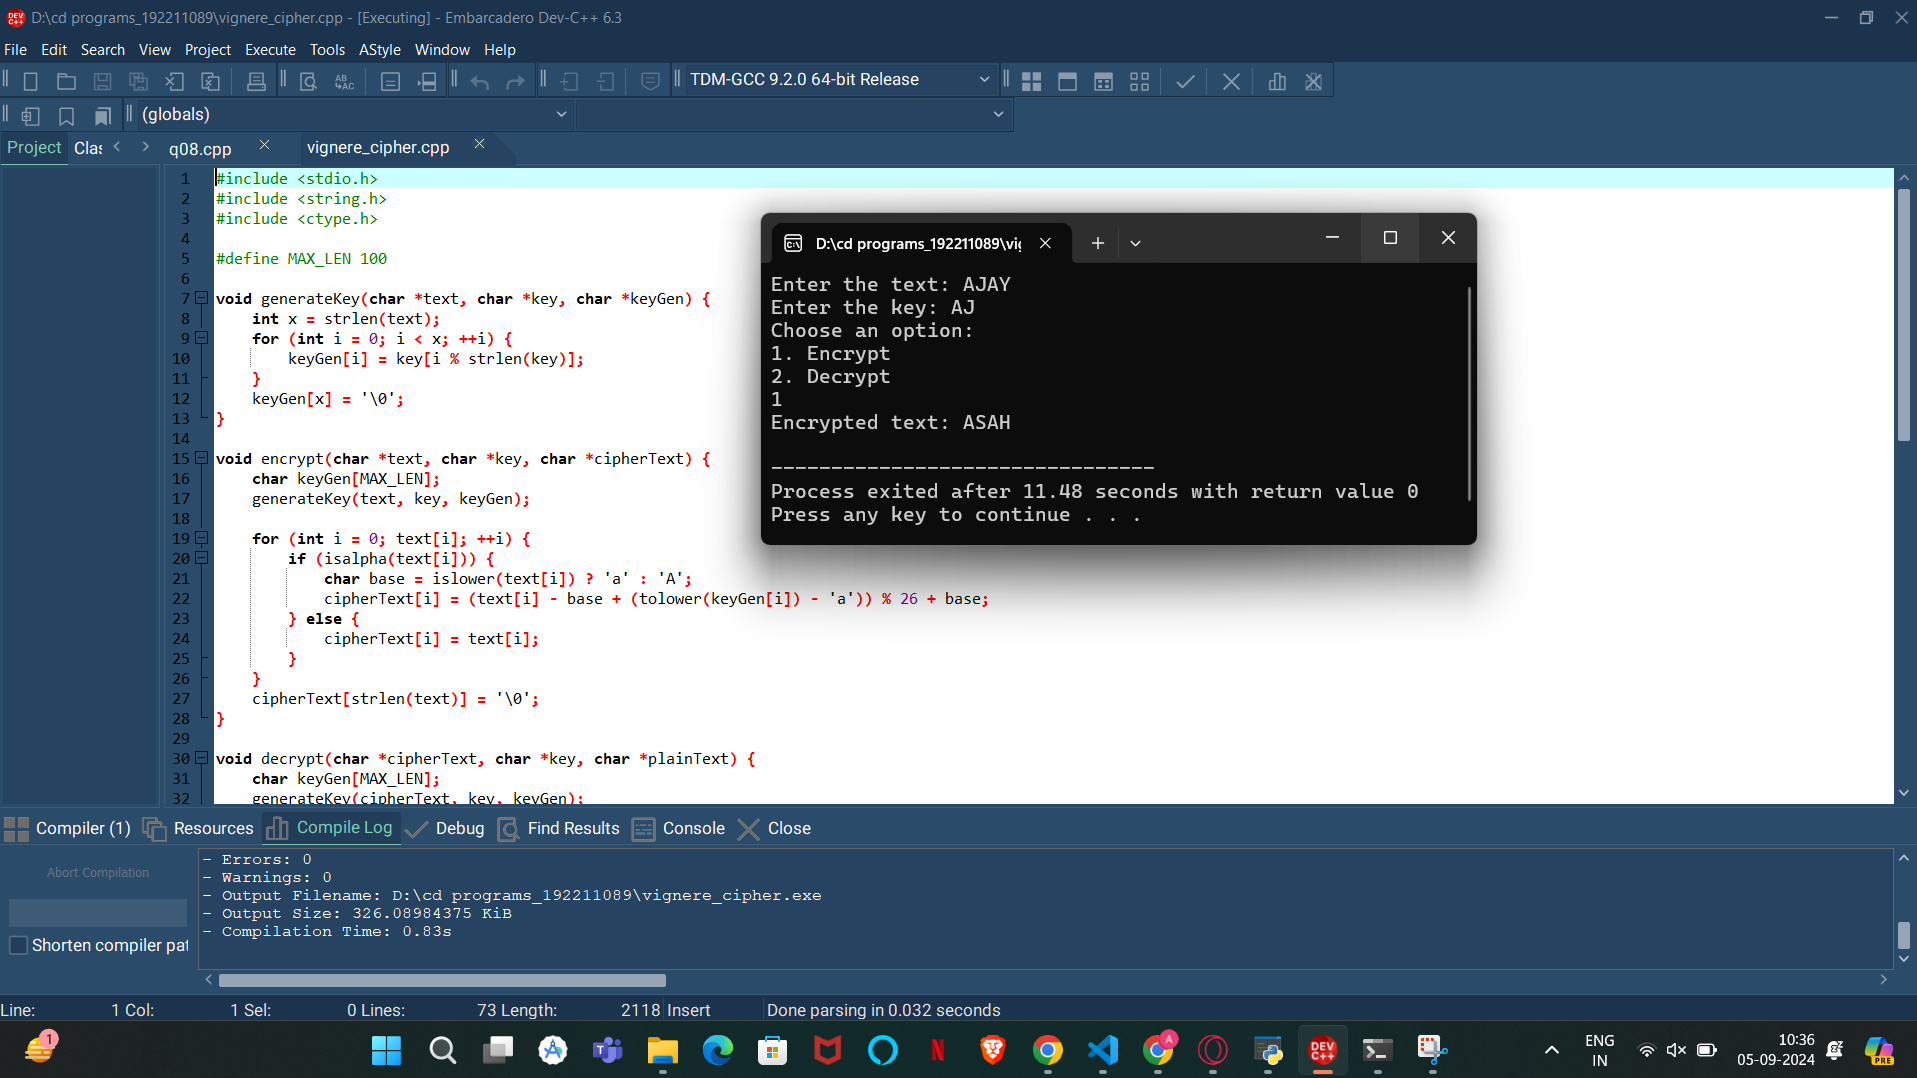 D:\cd programs_192211089\vignere_cipher.cpp - [Executing] - Embarcadero Dev-C++ 6.3
File Edit Search View Project Execute Tools AStyle Window Help
TDM-GCC 9.2.0 64-bit Release
(globals)
Project Clas q08.cpp vignere_cipher.cpp
1 #include <stdio.h>
2 #include <string.h>
3 #include <ctype.h>
4
5 #define MAX_LEN 100
6
7 void generateKey(char *text, char *key, char *keyGen) {
8 int x = strlen(text);
9 for (int i = 0; i < x; ++i) {
10 keyGen[i] = key[i % strlen(key)];
11 }
12 keyGen[x] = '\0';
13 }
14
15 void encrypt(char *text, char *key, char *cipherText) {
16 char keyGen[MAX_LEN];
17 generateKey(text, key, keyGen);
18
19 for (int i = 0; text[i]; ++i) {
20 if (isalpha(text[i])) {
21 char base = islower(text[i]) ? 'a' : 'A';
22 cipherText[i] = (text[i] - base + (tolower(keyGen[i]) - 'a')) % 26 + base;
23 } else {
24 cipherText[i] = text[i];
25 }
26 }
27 cipherText[strlen(text)] = '\0';
28 }
29
30 void decrypt(char *cipherText, char *key, char *plainText) {
31 char keyGen[MAX_LEN];
32 generateKey(cipherText, key, keyGen);
D:\cd programs_192211089\vig
Enter the text: AJAY
Enter the key: AJ
Choose an option:
1. Encrypt
2. Decrypt
1
Encrypted text: ASAH
--------------------------------
Process exited after 11.48 seconds with return value 0
Press any key to continue . . .
Compiler (1) Resources Compile Log Debug Find Results Console Close
Abort Compilation
Shorten compiler pat
- Errors: 0
- Warnings: 0
- Output Filename: D:\cd programs_192211089\vignere_cipher.exe
- Output Size: 326.08984375 KiB
- Compilation Time: 0.83s
Line: 1 Col: 1 Sel: 0 Lines: 73 Length: 2118 Insert Done parsing in 0.032 seconds
1
A
DEV C++
PRE
ENG
IN
10:36
05-09-2024